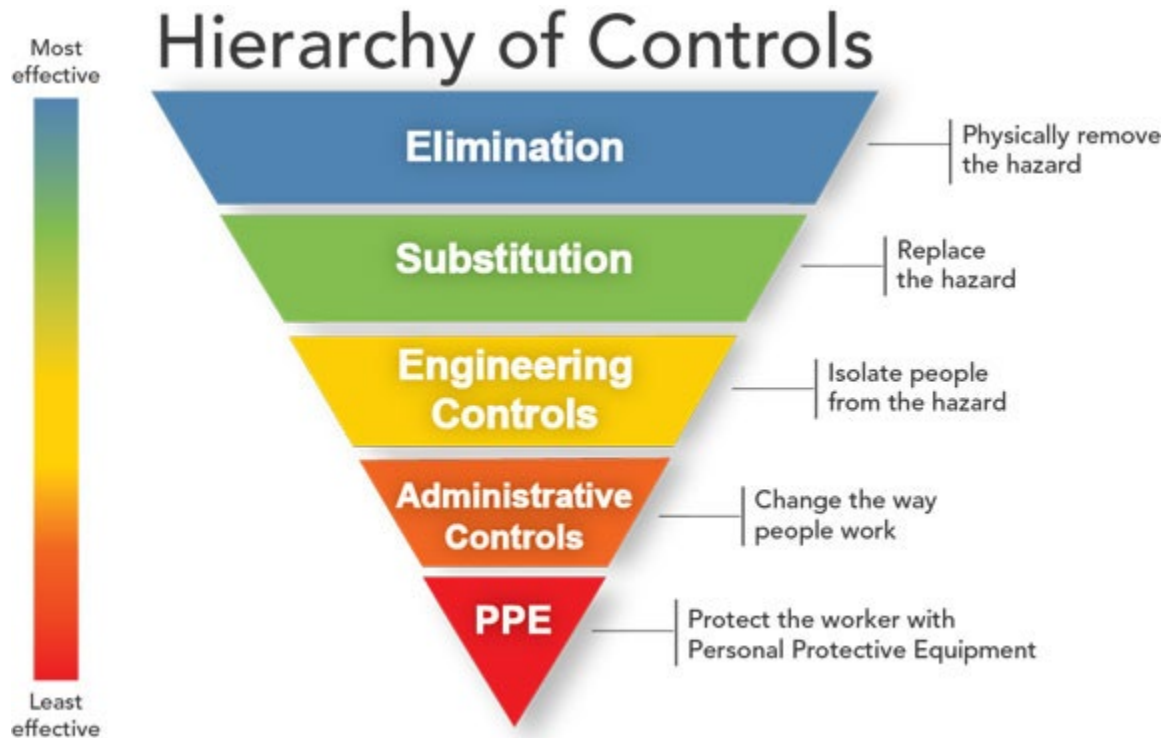 Hierarchy of Controls
Most
effective
Elimination
Physically remove
the hazard
Substitution
Replace
the hazard
Engineering
Controls
Isolate people
from the hazard
Administrative
Controls
Change the way
people work
PPE
Protect the worker with
Personal Protective Equipment
Least
effective